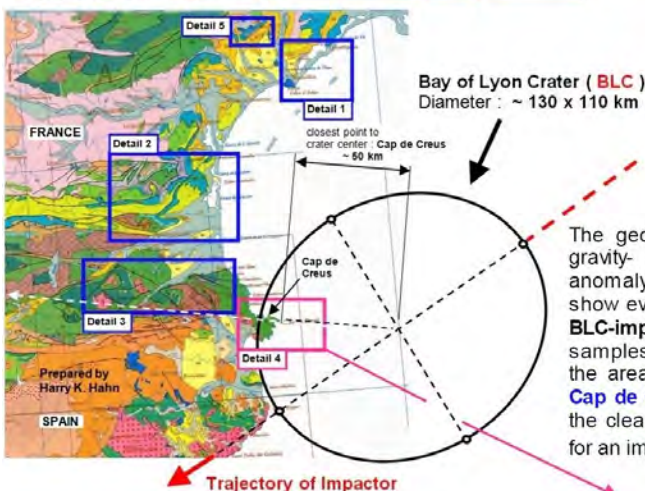 Detail 5
Detail 1
Bay of Lyon Crater ( BLC )
Diameter : ~ 130 x 110 km
FRANCE
closest point to
crater center : Cap de Creus
~ 50 km
Detail 2
Cap de
Creus
Detail 3
Detail 4
Prepared by
Harry K. Hahn
SPAIN
Trajectory of Impactor
The geo
gravity-
anomaly
show ev
BLC-imp
samples
the area
Cap de
the clea
for an im